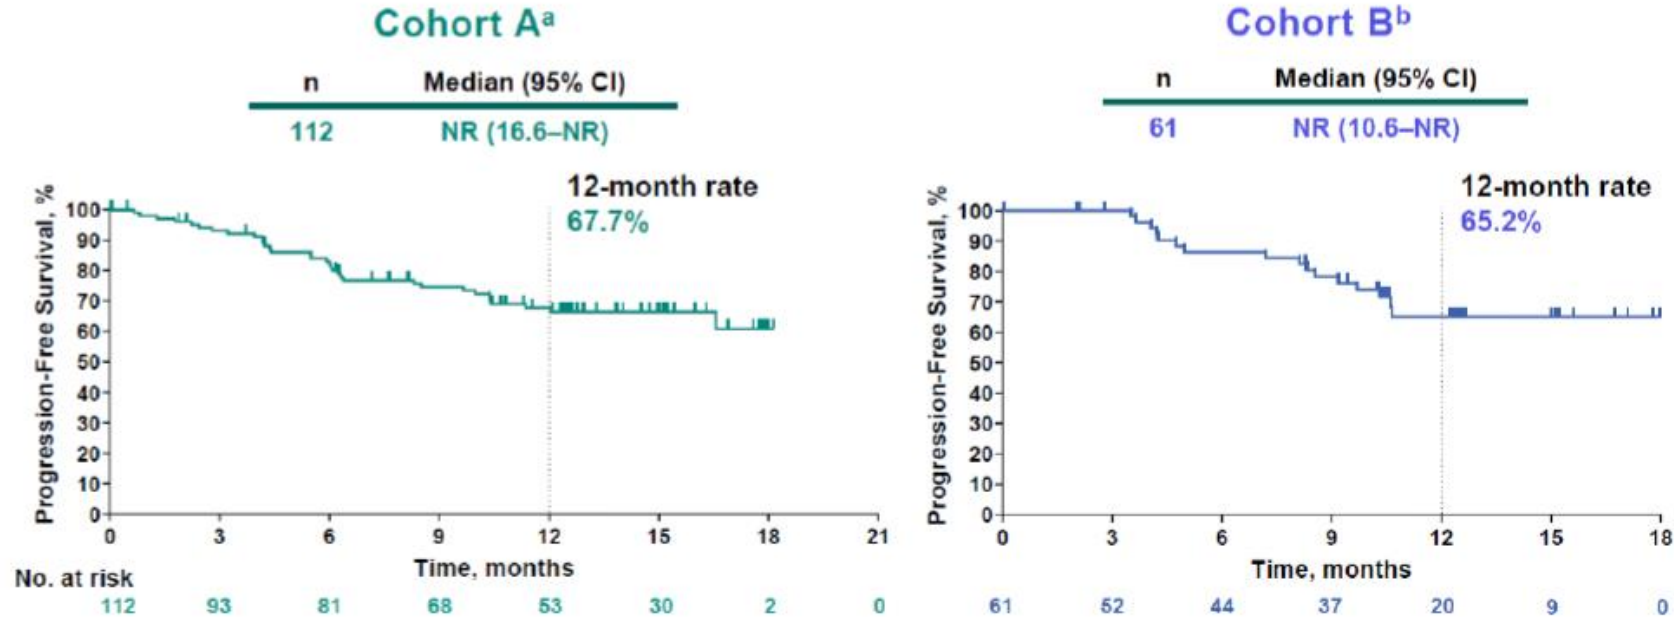 Cohort Aᵃ
n Median (95% CI)
112 NR (16.6–NR)
12-month rate
67.7%
Progression-Free Survival, %
100
90
80
70
60
50
40
30
20
10
0
0 3 6 9 12 15 18 21
Time, months
No. at risk
112 93 81 68 53 30 2 0
Cohort Bᵇ
n Median (95% CI)
61 NR (10.6–NR)
12-month rate
65.2%
Progression-Free Survival, %
100
90
80
70
60
50
40
30
20
10
0
0 3 6 9 12 15 18
Time, months
61 52 44 37 20 9 0